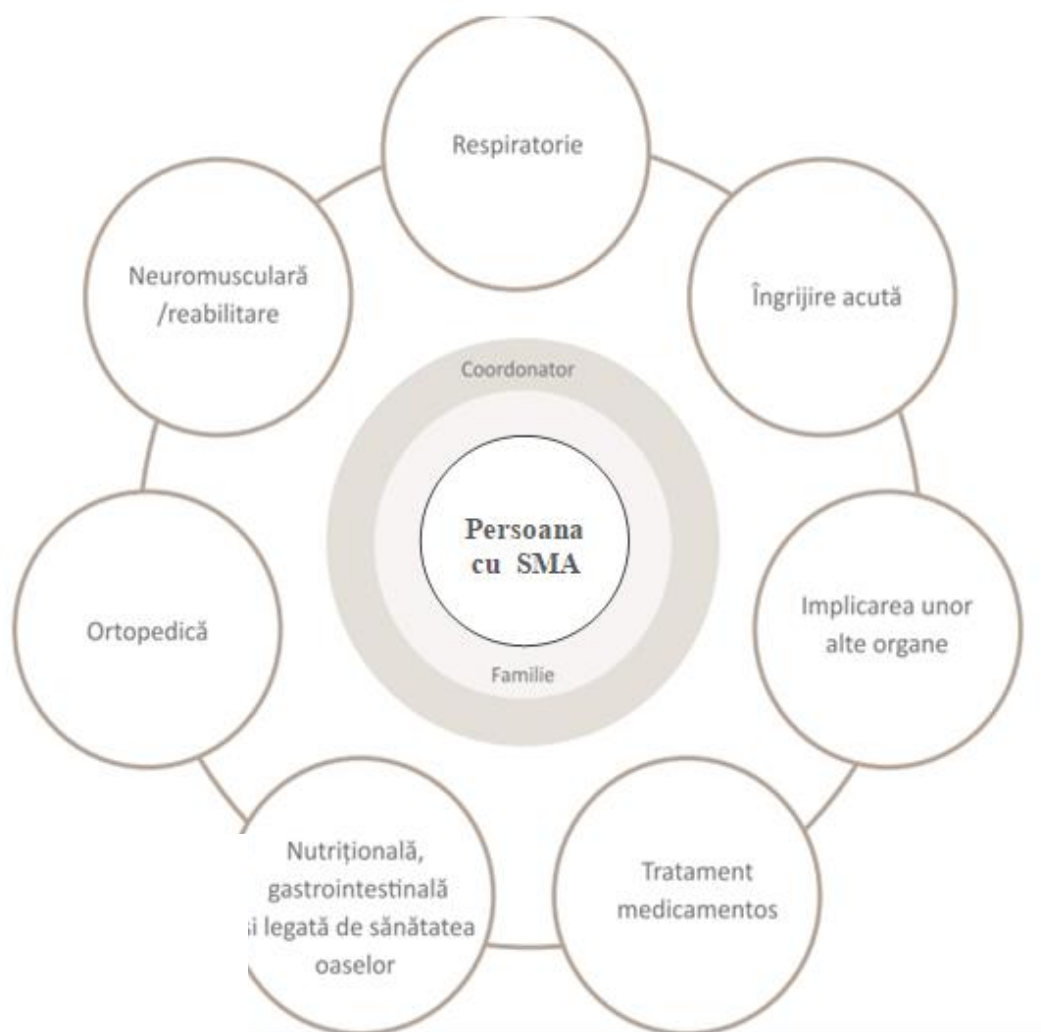 Respiratorie
Neuromusculară
/reabilitare
Îngrijire acută
Coordonator
Persoana
cu SMA
Familie
Ortopedică
Implicarea unor
alte organe
Nutrițională,
gastrointestinală
și legată de sănătatea
oaselor
Tratament
medicamentos